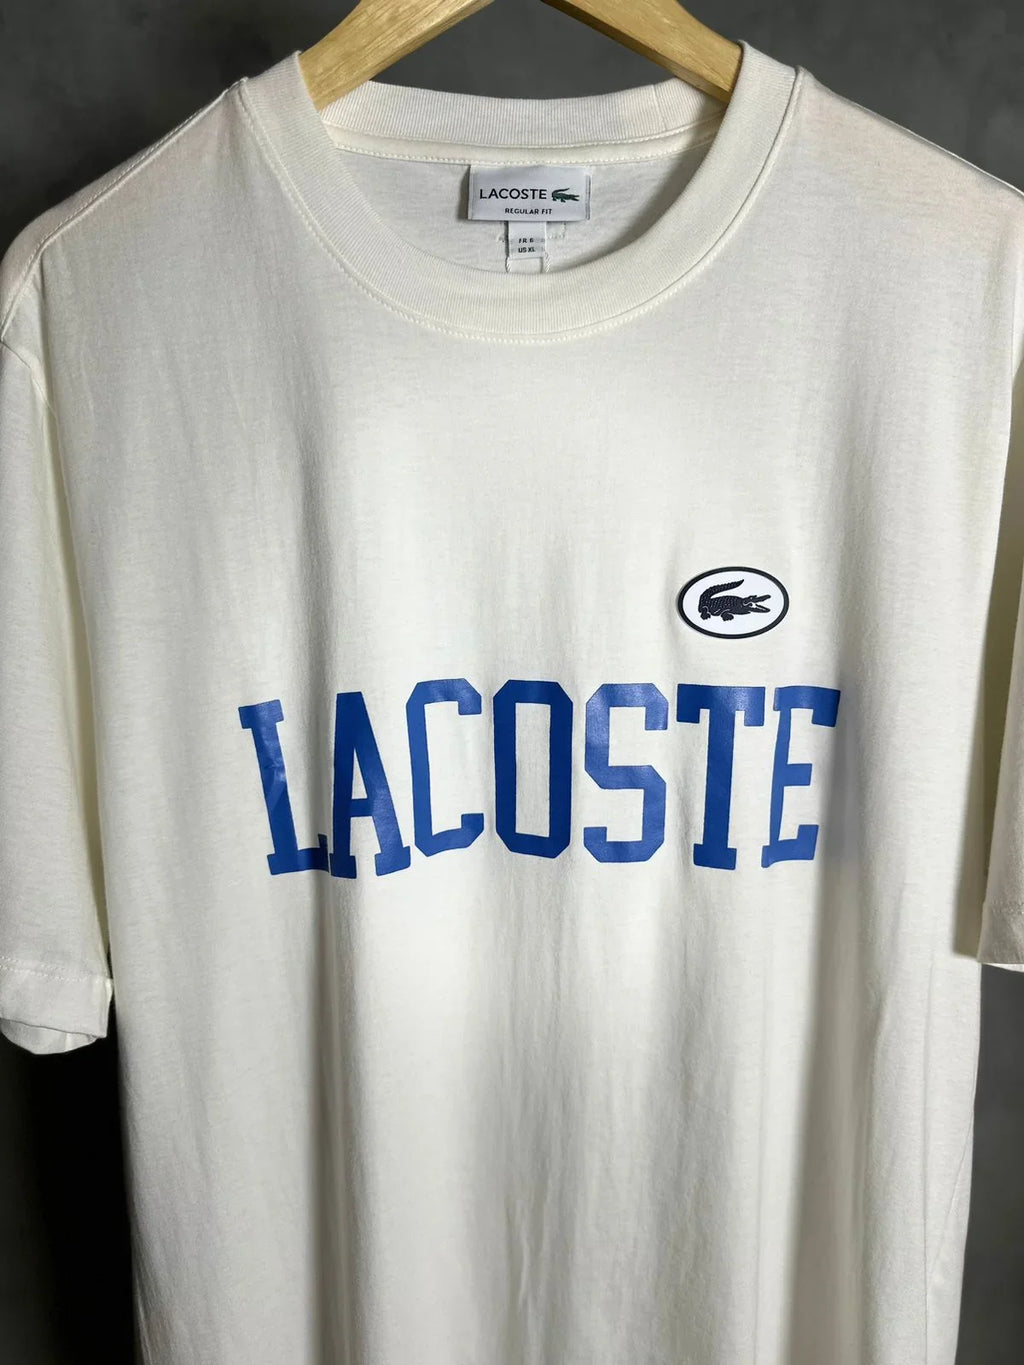 LACOSTE
REGULAR FIT
FR 6
US XL
LACOSTE